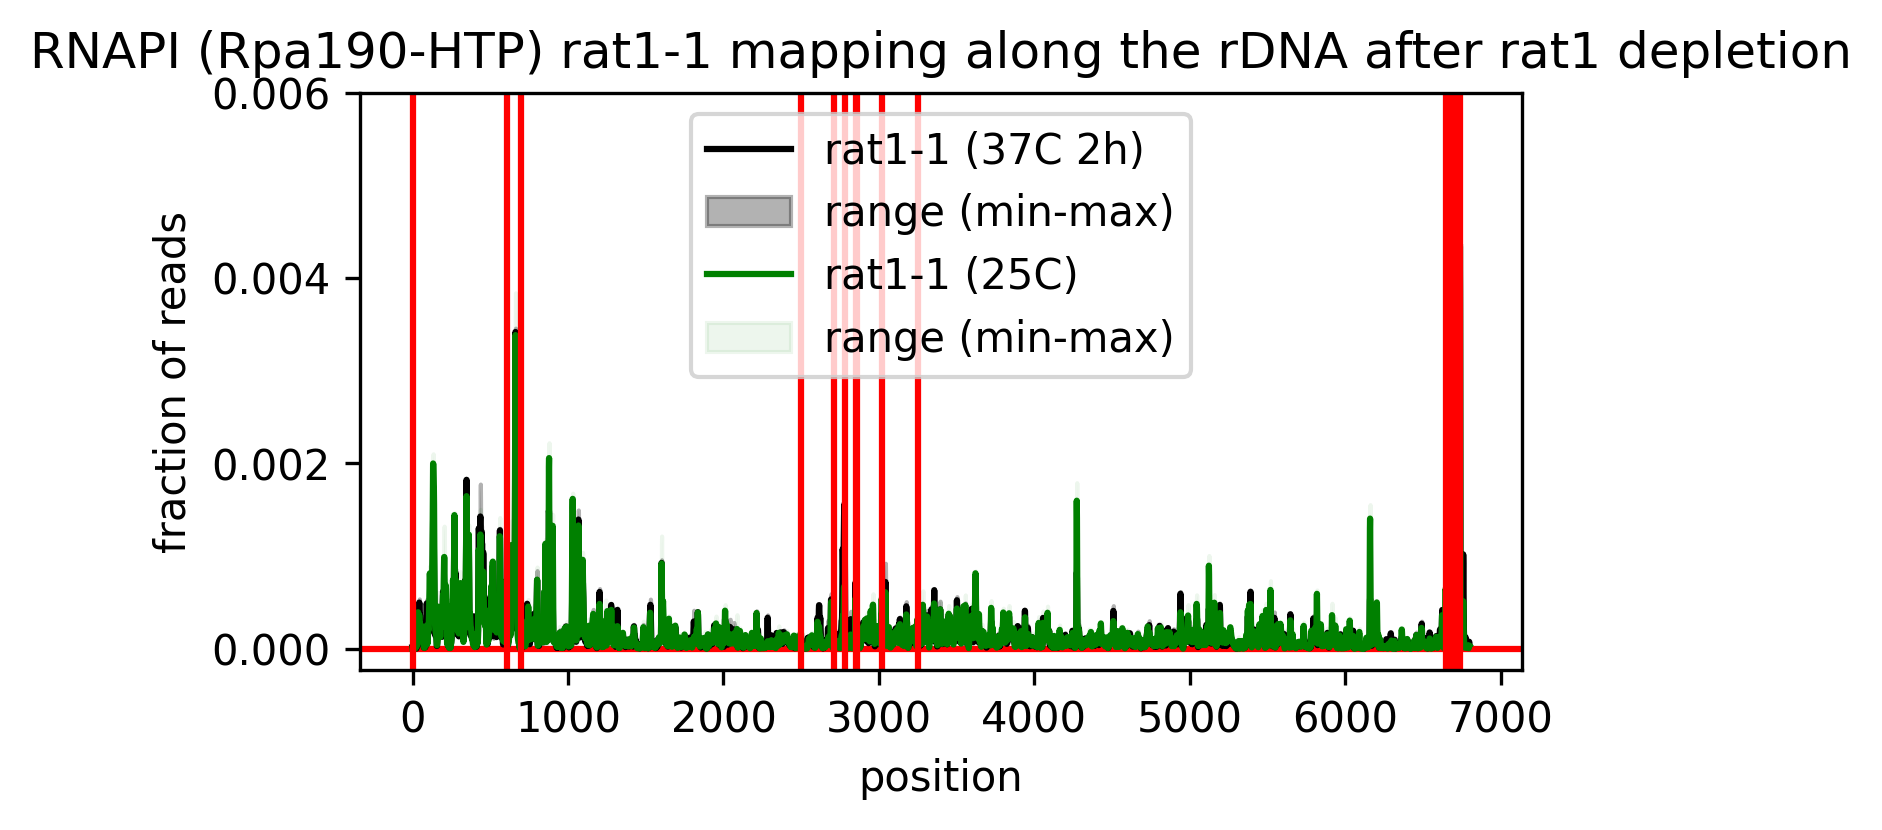 RNAPI (Rpa190-HTP) rat1-1 mapping along the rDNA after rat1 depletion
0.006
0.004
0.002
0.000
fraction of reads
rat1-1 (37C 2h)
range (min-max)
rat1-1 (25C)
range (min-max)
0 1000 2000 3000 4000 5000 6000 7000
position